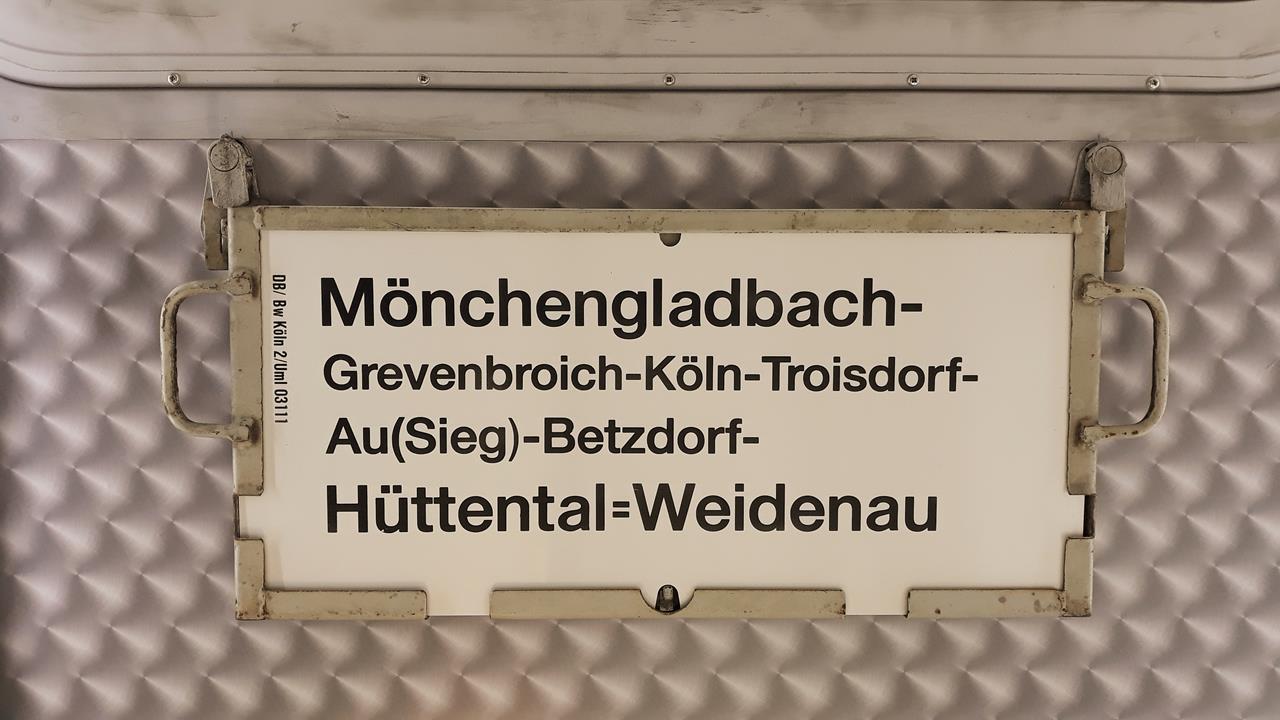 Mönchengladbach-
Grevenbroich-Köln-Troisdorf-
Au(Sieg)-Betzdorf-
Hüttental=Weidenau
DB/ Bw Köln 2/Uml 03111